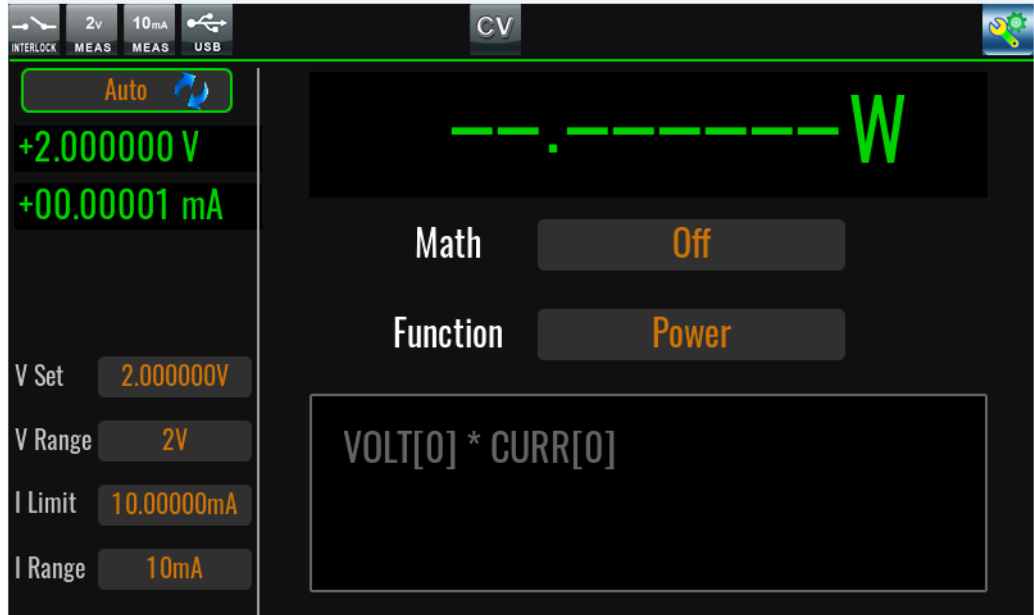 2V 10mA CV
INTERLOCK MEAS MEAS USB
Auto
+2.000000 V
+00.00001 mA
V Set 2.000000V
V Range 2V
I Limit 10.00000mA
I Range 10mA
--.------W
Math Off
Function Power
VOLT[0] * CURR[0]